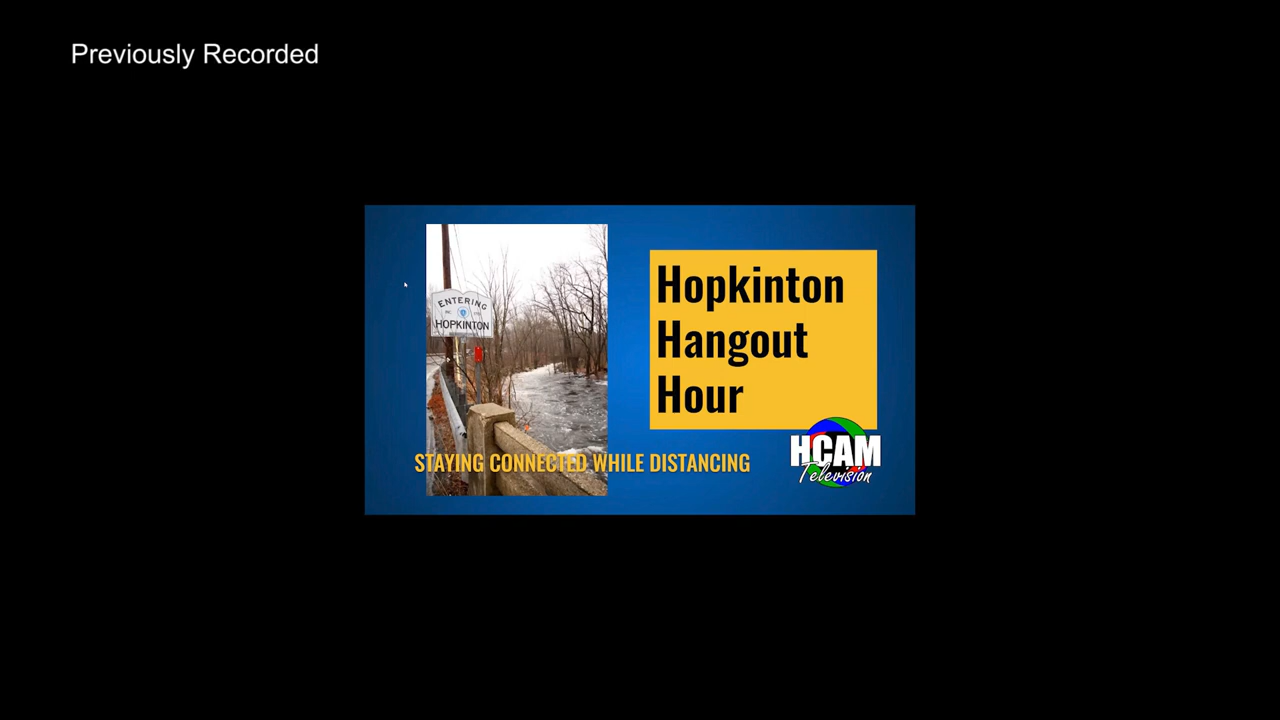 Previously Recorded
ENTERING
HOPKINTON
Hopkinton
Hangout
Hour
STAYING CONNECTED WHILE DISTANCING
HCAM
Television